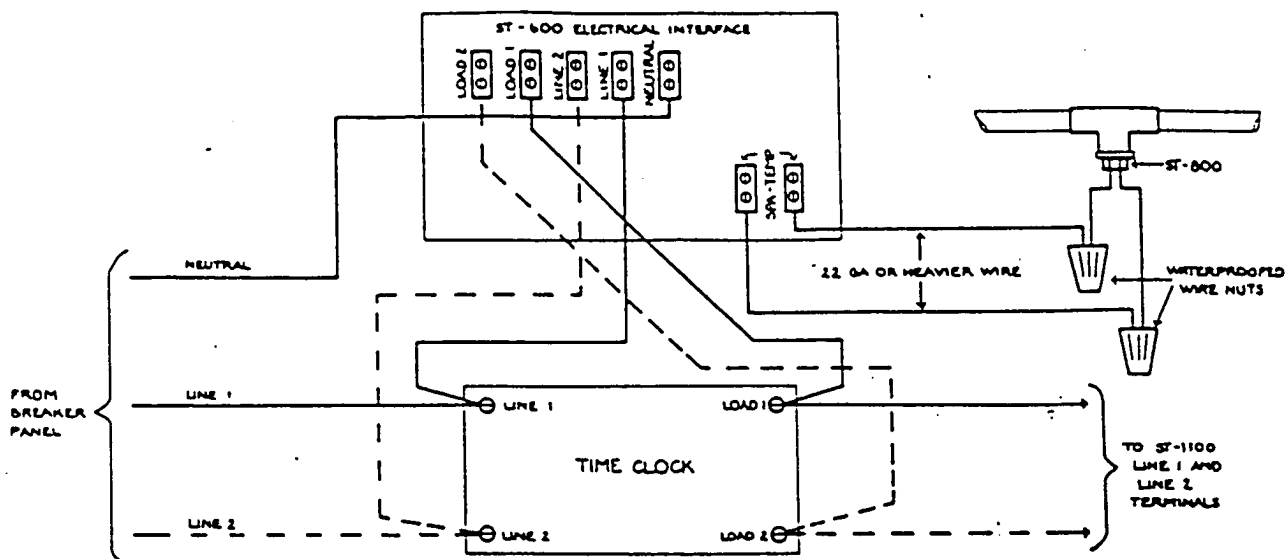 ST-600 ELECTRICAL INTERFACE
LOAD 2
LOAD 1
LINE 2
LINE 1
NEUTRAL
SPA-TEMP
ST-800
NEUTRAL
22 GA OR HEAVIER WIRE
WATERPROOFED
WIRE NUTS
FROM
BREAKER
PANEL
LINE 1
LINE 1
LOAD 1
TIME CLOCK
TO ST-1100
LINE 1 AND
LINE 2
TERMINALS
LINE 2
LINE 2
LOAD 2